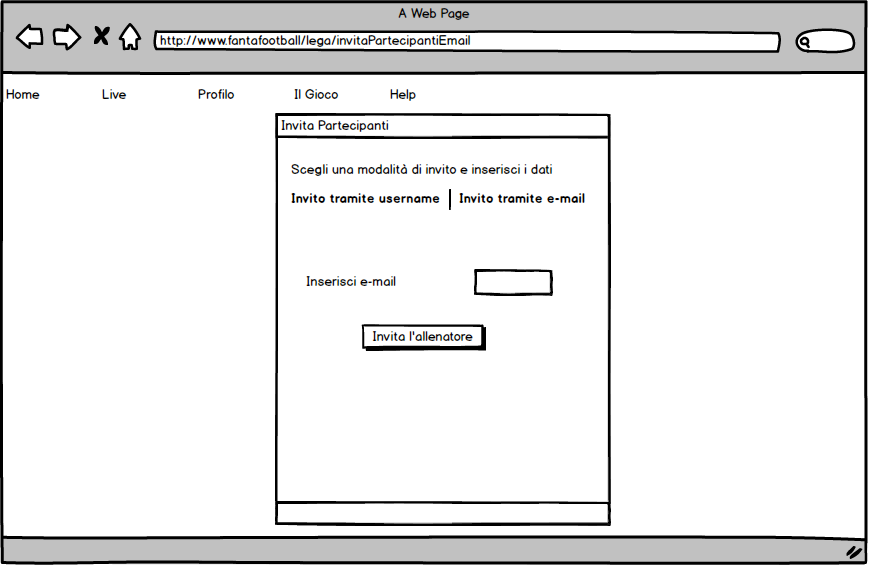 A Web Page
http://www.fantafootball/lega/invitaPartecipantiEmail
Home Live Profilo Il Gioco Help
Invita Partecipanti
Scegli una modalità di invito e inserisci i dati
Invito tramite username Invito tramite e-mail
Inserisci e-mail
Invita l'allenatore